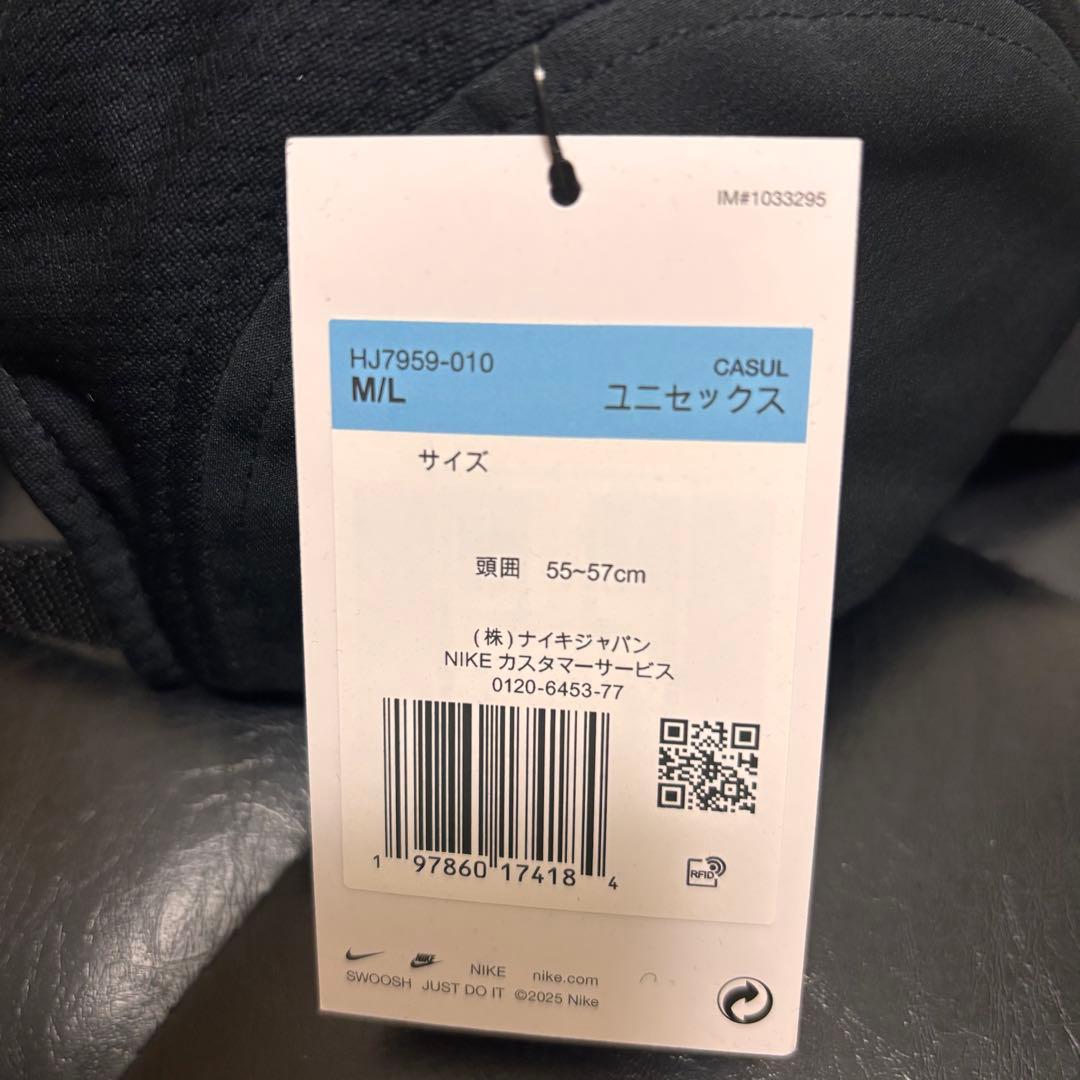 IM#1033295
HJ7959-010 CASUL
M/L ユニセックス
サイズ
頭囲 55~57cm
(株)ナイキジャパン
NIKE カスタマーサービス
0120-6453-77
1 97860 17418 4
RFID
NIKE NIKE nike.com
SWOOSH JUST DO IT ©2025 Nike